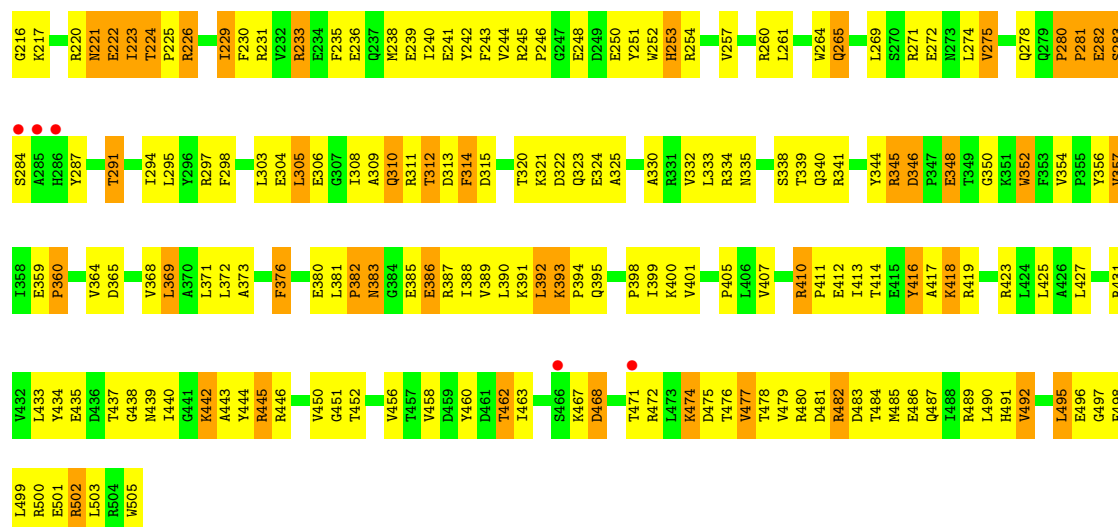 G216 K217 R220 N221 E222 I223 T224 P225 R226 I229 F230 R231 V232 R233 E234 F235 E236 Q237 M238 E239 I240 E241 Y242 F243 V244 R245 P246 G247 E248 D249 E250 Y251 W252 H253 R254 V257 R260 L261 W264 Q265 L269 S270 R271 E272 N273 L274 V275 Q278 Q279 P280 P281 E282 S283
S284 A285 H286 Y287 T291 I294 L295 Y296 R297 F298 L303 E304 L305 E306 G307 I308 A309 Q310 R311 T312 D313 F314 D315 T320 K321 D322 Q323 E324 A325 A330 R331 V332 L333 R334 N335 S338 T339 Q340 R341 Y344 R345 D346 P347 E348 T349 G350 K351 W352 F353 V354 P355 Y356 V357
I358 E359 P360 V364 D365 V368 L369 A370 L371 L372 A373 F376 E380 L381 P382 N383 G384 E385 E386 R387 I388 V389 L390 K391 L392 K393 P394 Q395 P398 I399 K400 V401 P405 L406 V407 R410 P411 E412 I413 T414 E415 Y416 A417 K418 R419 R423 L424 L425 A426 L427
V432 L433 Y434 E435 D436 T437 G438 N439 I440 G441 K442 A443 Y444 R445 R446 V450 G451 T452 V456 T457 V458 D459 Y460 D461 T462 I463 S466 K467 D468 T471 R472 L473 K474 D475 T476 V477 T478 V479 R480 D481 R482 D483 T484 M485 E486 Q487 I488 R489 L490 H491 V492 L495 E496 G497
L499 R500 E501 R502 L503 R504 W505